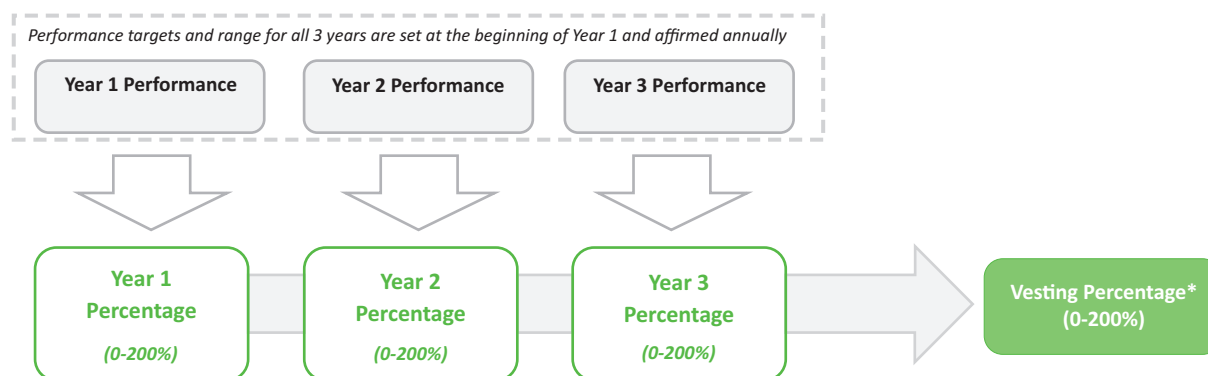 Performance targets and range for all 3 years are set at the beginning of Year 1 and affirmed annually
Year 1 Performance
Year 2 Performance
Year 3 Performance
Year 1
Percentage
(0-200%)
Year 2
Percentage
(0-200%)
Year 3
Percentage
(0-200%)
Vesting Percentage*
(0-200%)